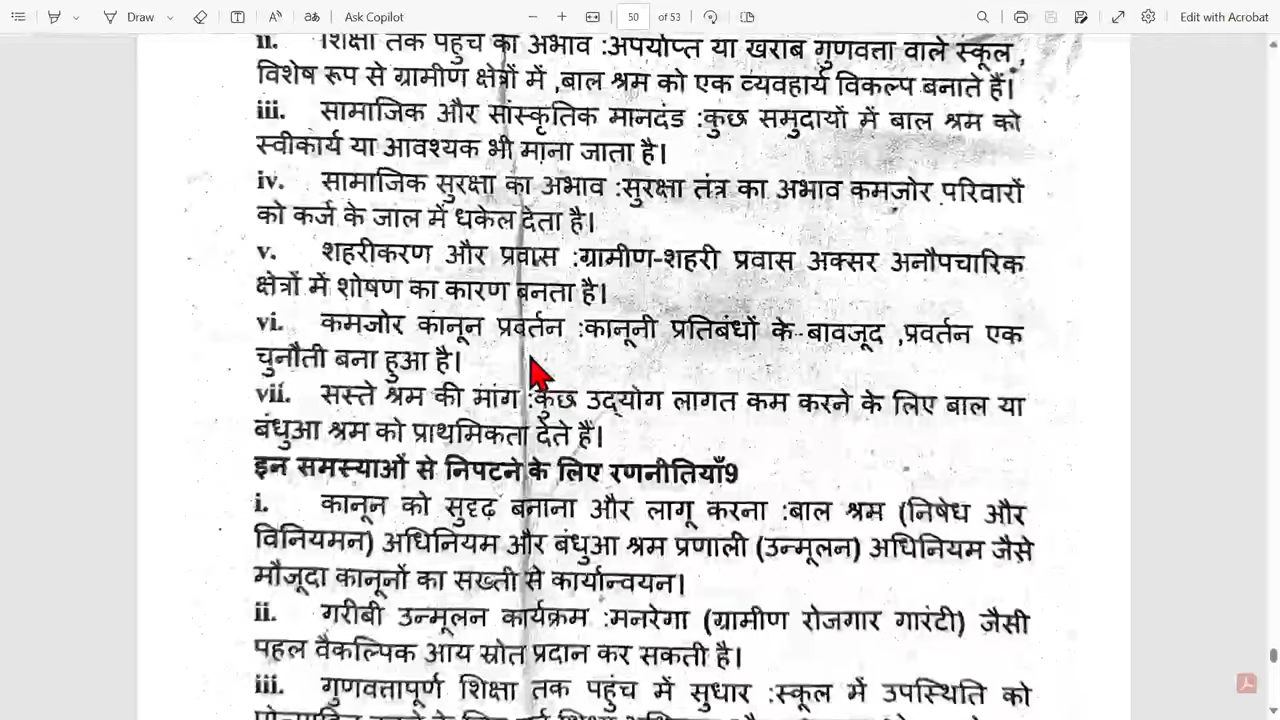 Draw
Ask Copilot
50 of 53
Edit with Acrobat
ii. शिक्षा तक पहुंच का अभाव :अपर्याप्त या खराब गुणवत्ता वाले स्कूल ,
विशेष रूप से ग्रामीण क्षेत्रों में ,बाल श्रम को एक व्यवहार्य विकल्प बनाते हैं।
iii. सामाजिक और सांस्कृतिक मानदंड :कुछ समुदायों में बाल श्रम को
स्वीकार्य या आवश्यक भी माना जाता है।
iv. सामाजिक सुरक्षा का अभाव :सुरक्षा तंत्र का अभाव कमजोर परिवारों
को कर्ज के जाल में धकेल देता है।
v. शहरीकरण और प्रवास :ग्रामीण-शहरी प्रवास अक्सर अनौपचारिक
क्षेत्रों में शोषण का कारण बनता है।
vi. कमजोर कानून प्रवर्तन :कानूनी प्रतिबंधों के बावजूद ,प्रवर्तन एक
चुनौती बना हुआ है।
vii. सस्ते श्रम की मांग :कुछ उद्योग लागत कम करने के लिए बाल या
बंधुआ श्रम को प्राथमिकता देते हैं।
इन समस्याओं से निपटने के लिए रणनीतियाँ9
i. कानून को सुदृढ़ बनाना और लागू करना :बाल श्रम (निषेध और
विनियमन) अधिनियम और बंधुआ श्रम प्रणाली (उन्मूलन) अधिनियम जैसे
मौजूदा कानूनों का सख्ती से कार्यान्वयन।
ii. गरीबी उन्मूलन कार्यक्रम :मनरेगा (ग्रामीण रोजगार गारंटी) जैसी
पहल वैकल्पिक आय स्रोत प्रदान कर सकती है।
iii. गुणवत्तापूर्ण शिक्षा तक पहुंच में सुधार :स्कूल में उपस्थिति को